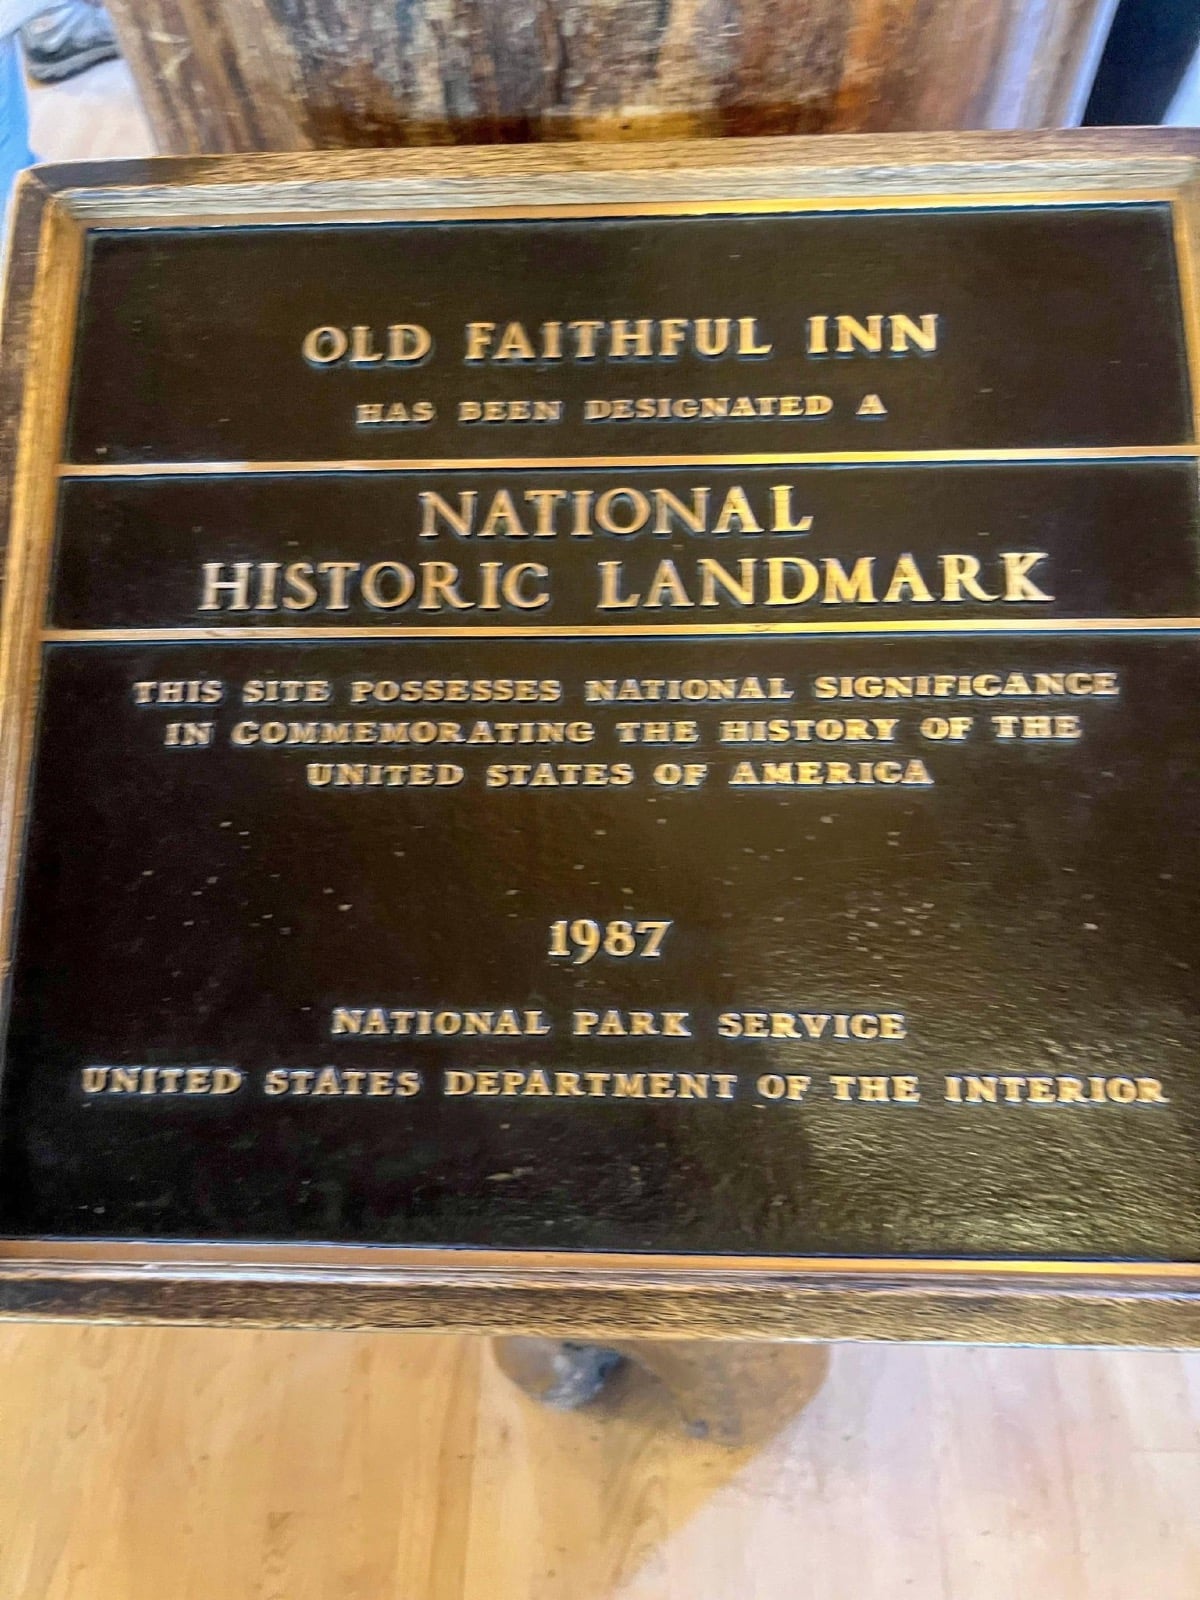 OLD FAITHFUL INN
HAS BEEN DESIGNATED A
NATIONAL
HISTORIC LANDMARK
THIS SITE POSSESSES NATIONAL SIGNIFICANCE
IN COMMEMORATING THE HISTORY OF THE
UNITED STATES OF AMERICA
1987
NATIONAL PARK SERVICE
UNITED STATES DEPARTMENT OF THE INTERIOR